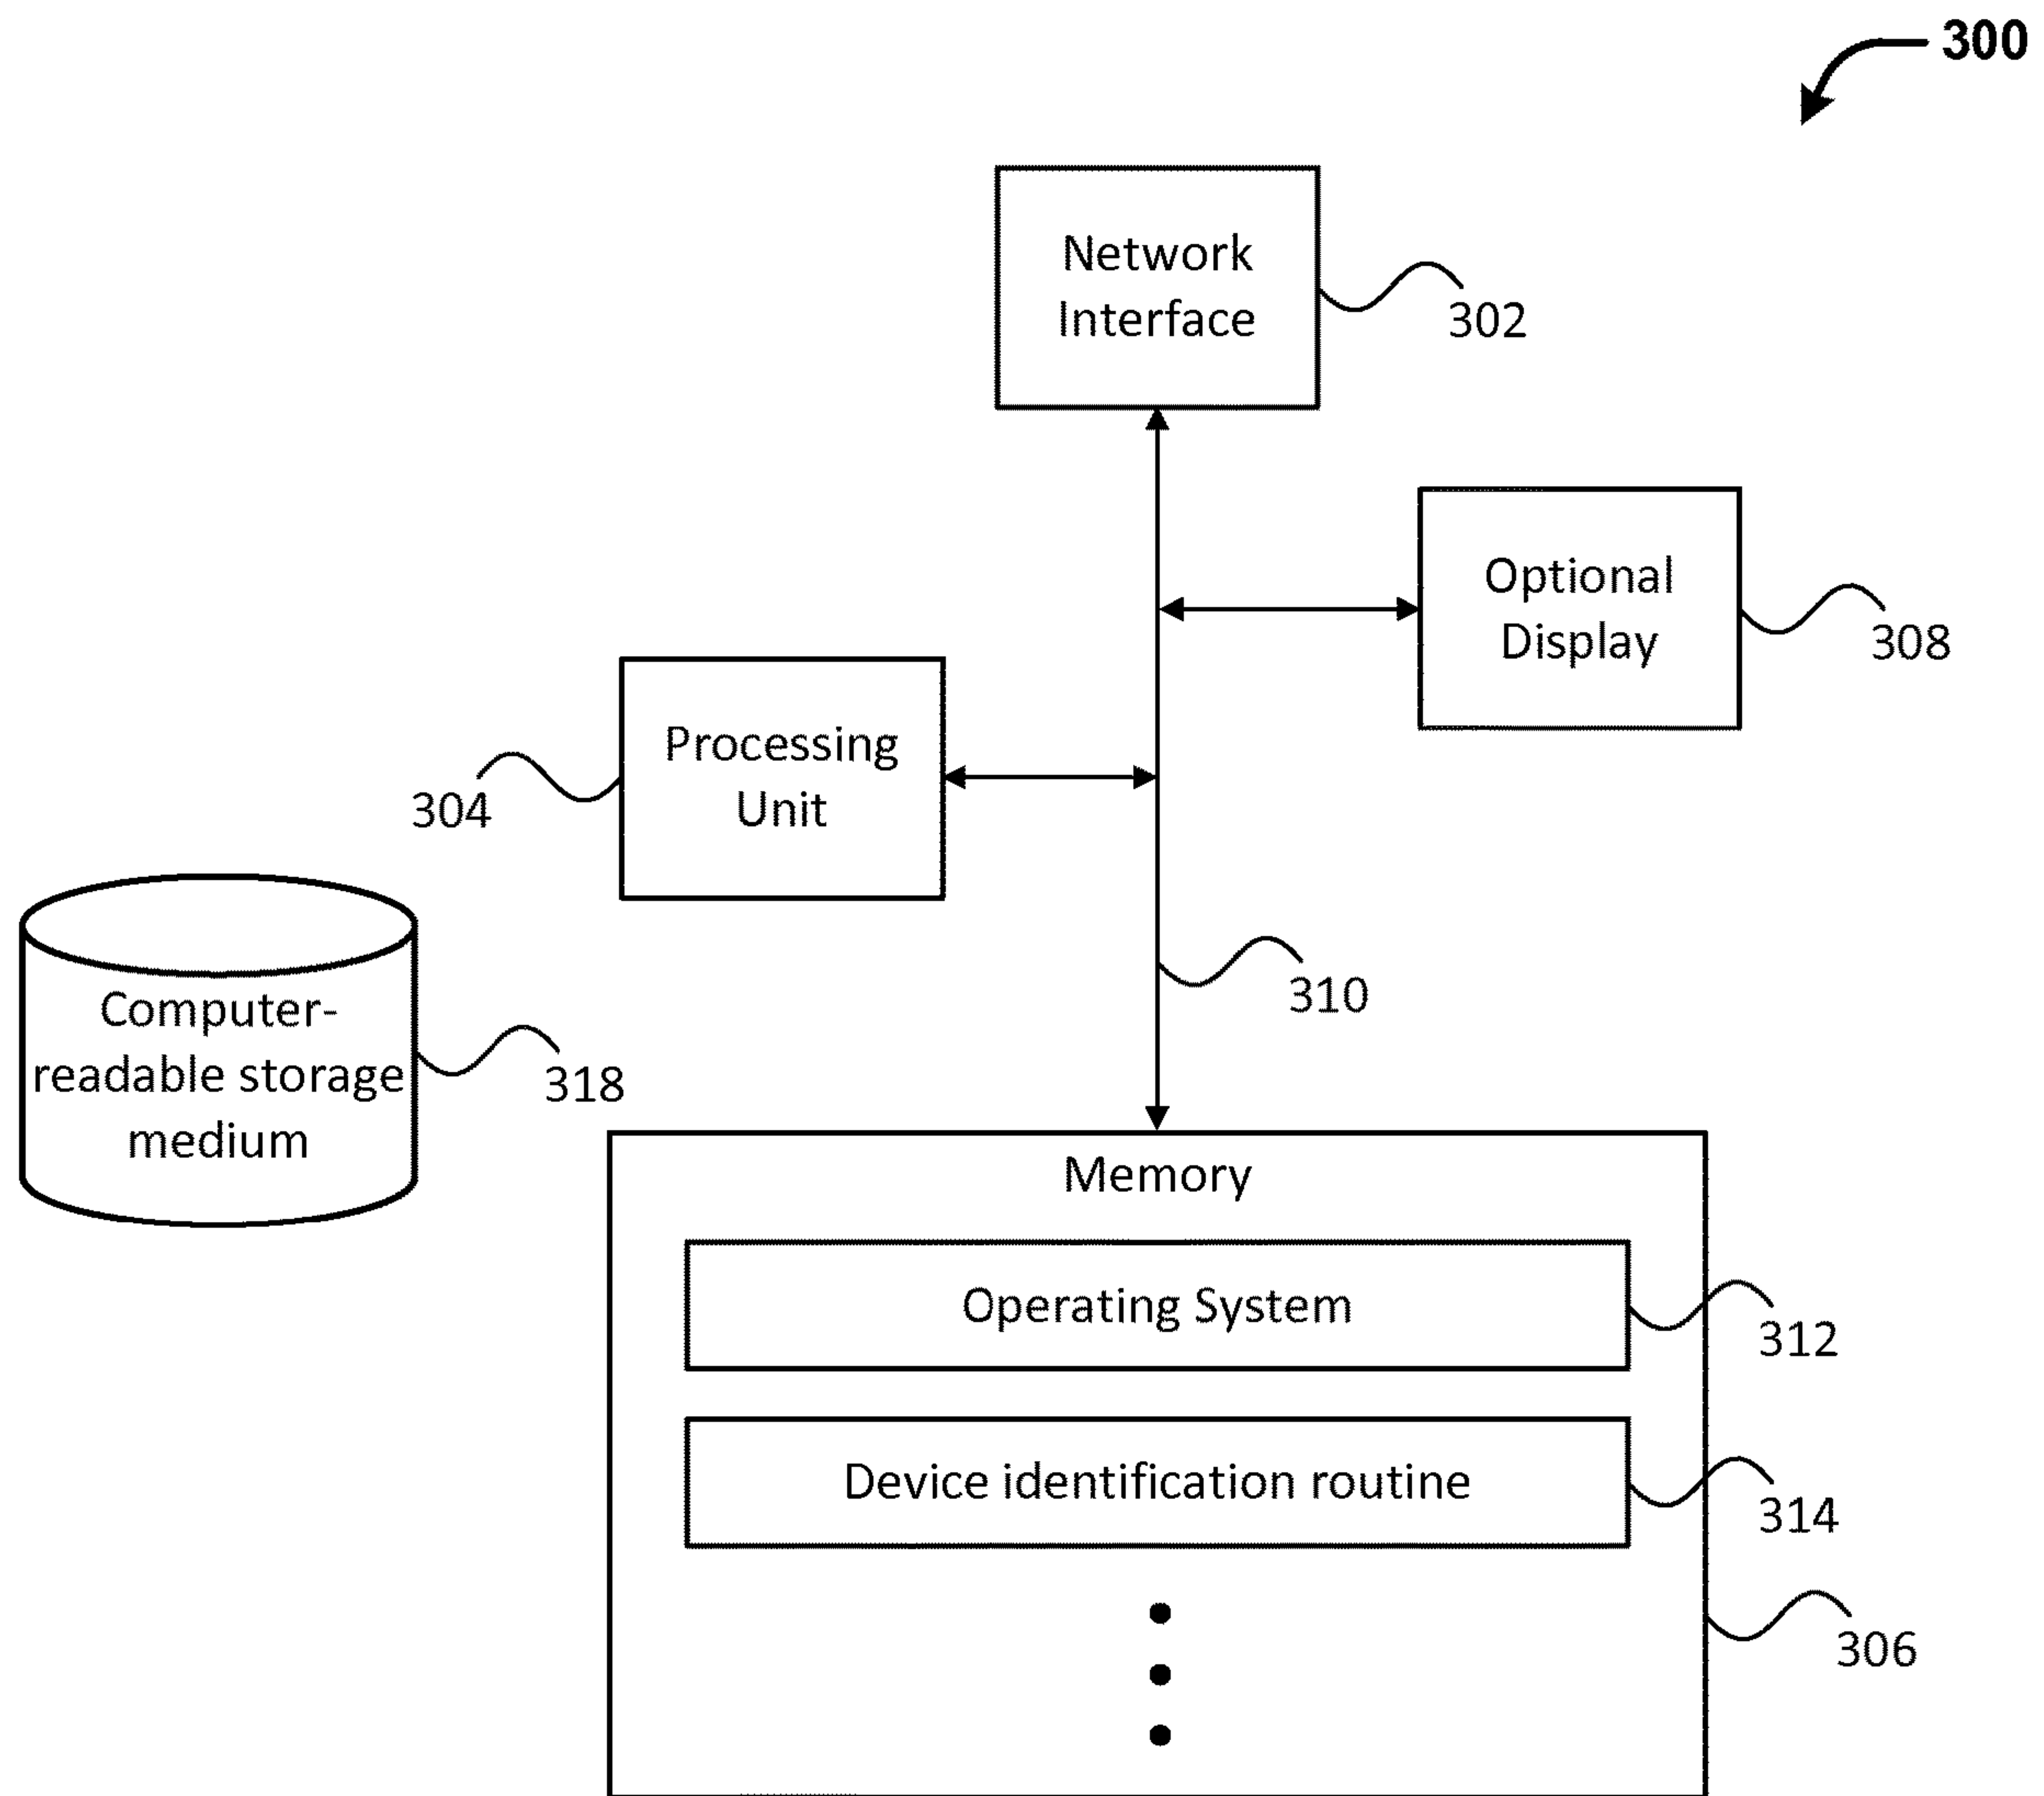 300
Network
Interface
302
Optional
Display
308
Processing
Unit
304
310
Computer-
readable storage
medium
318
Memory
Operating System
312
Device identification routine
314
306